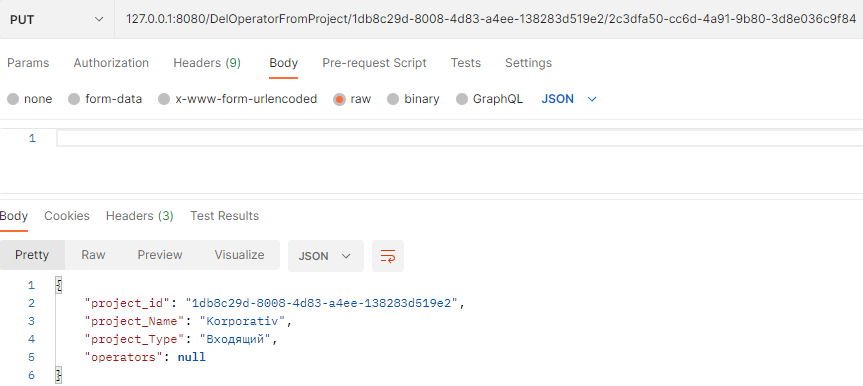 PUT 127.0.0.1:8080/DelOperatorFromProject/1db8c29d-8008-4d83-a4ee-138283d519e2/2c3dfa50-cc6d-4a91-9b80-3d8e036c9f84
Params Authorization Headers (9) Body Pre-request Script Tests Settings
none form-data x-www-form-urlencoded raw binary GraphQL JSON
1
Body Cookies Headers (3) Test Results
Pretty Raw Preview Visualize JSON
1 {
2 "project_id": "1db8c29d-8008-4d83-a4ee-138283d519e2",
3 "project_Name": "Korporativ",
4 "project_Type": "Входящий",
5 "operators": null
6 }